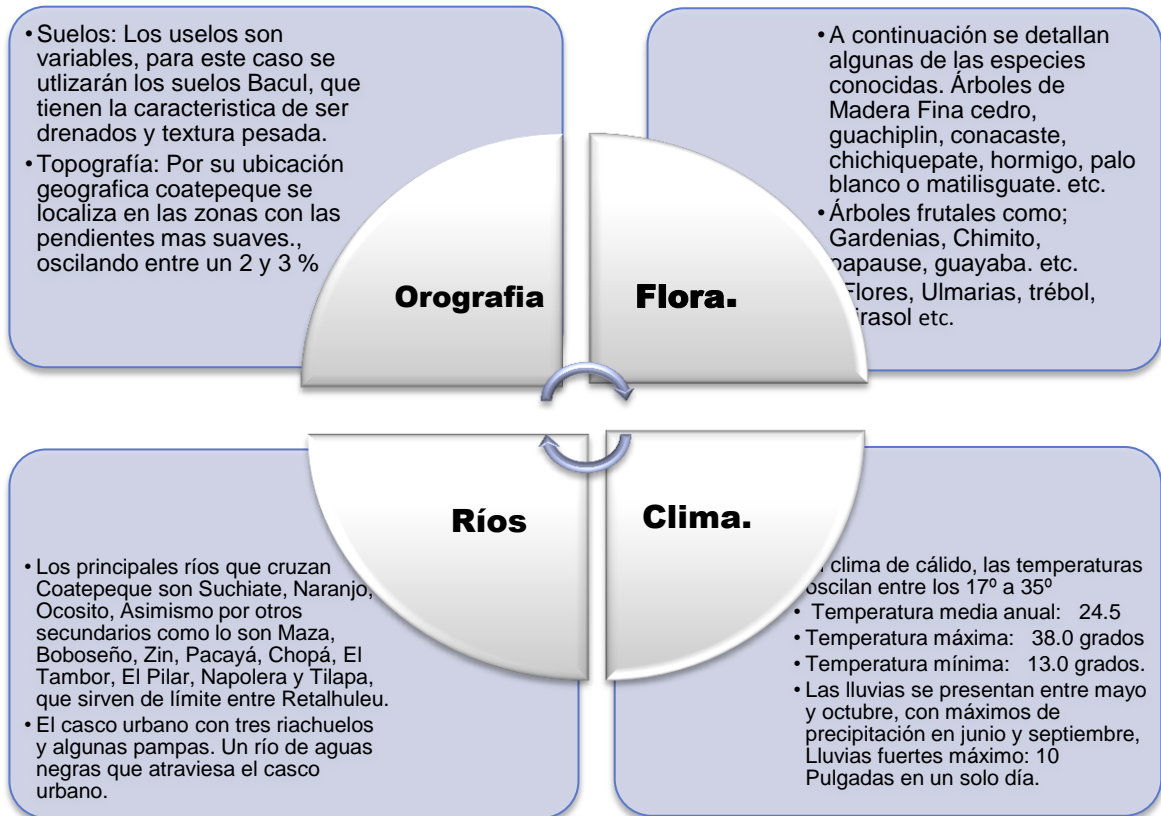 • Suelos: Los uselos son
variables, para este caso se
utlizarán los suelos Bacul, que
tienen la caracteristica de ser
drenados y textura pesada.
• Topografía: Por su ubicación
geografica coatepeque se
localiza en las zonas con las
pendientes mas suaves.,
oscilando entre un 2 y 3 %
Orografia
• A continuación se detallan
algunas de las especies
conocidas. Árboles de
Madera Fina cedro,
guachiplin, conacaste,
chichiquepate, hormigo, palo
blanco o matilisguate. etc.
• Árboles frutales como;
Gardenias, Chimito,
papause, guayaba. etc.
Flores, Ulmarias, trébol,
irasol etc.
Flora.
Ríos
• Los principales ríos que cruzan
Coatepeque son Suchiate, Naranjo,
Ocosito, Asimismo por otros
secundarios como lo son Maza,
Boboseño, Zin, Pacayá, Chopá, El
Tambor, El Pilar, Napolera y Tilapa,
que sirven de límite entre Retalhuleu.
• El casco urbano con tres riachuelos
y algunas pampas. Un río de aguas
negras que atraviesa el casco
urbano.
Clima.
clima de cálido, las temperaturas
oscilan entre los 17º a 35º
• Temperatura media anual: 24.5
• Temperatura máxima: 38.0 grados
• Temperatura mínima: 13.0 grados.
• Las lluvias se presentan entre mayo
y octubre, con máximos de
precipitación en junio y septiembre,
Lluvias fuertes máximo: 10
Pulgadas en un solo día.